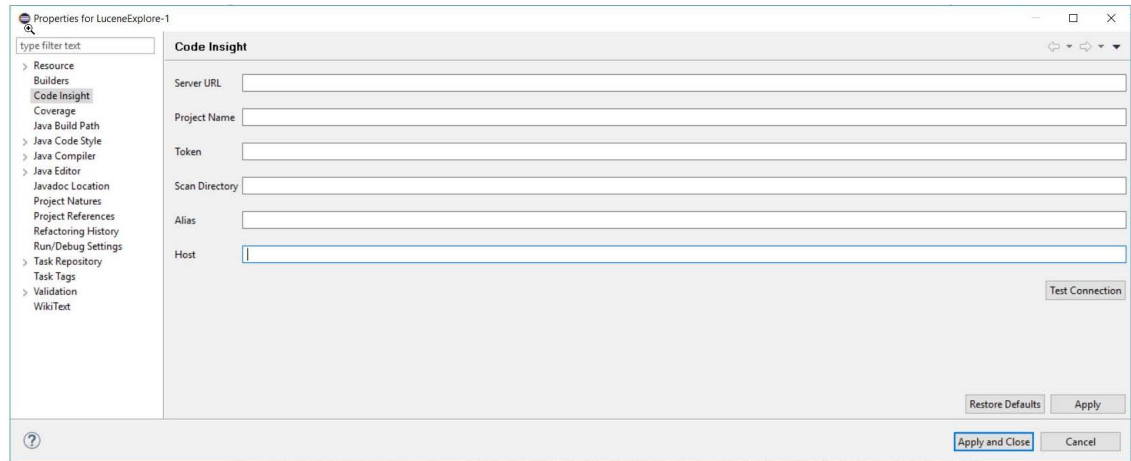 Properties for LuceneExplore-1
type filter text
Resource
Builders
Code Insight
Coverage
Java Build Path
Java Code Style
Java Compiler
Java Editor
Javadoc Location
Project Natures
Project References
Refactoring History
Run/Debug Settings
Task Repository
Task Tags
Validation
WikiText
Code Insight
Server URL
Project Name
Token
Scan Directory
Alias
Host
Test Connection
Restore Defaults Apply
? Apply and Close Cancel